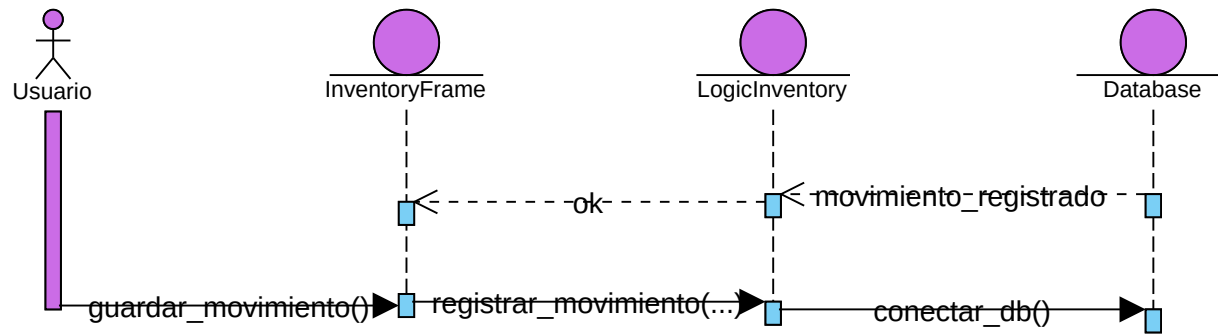 Usuario
InventoryFrame
LogicInventory
Database
movimiento_registrado
ok
guardar_movimiento()
registrar_movimiento(...)
conectar_db()